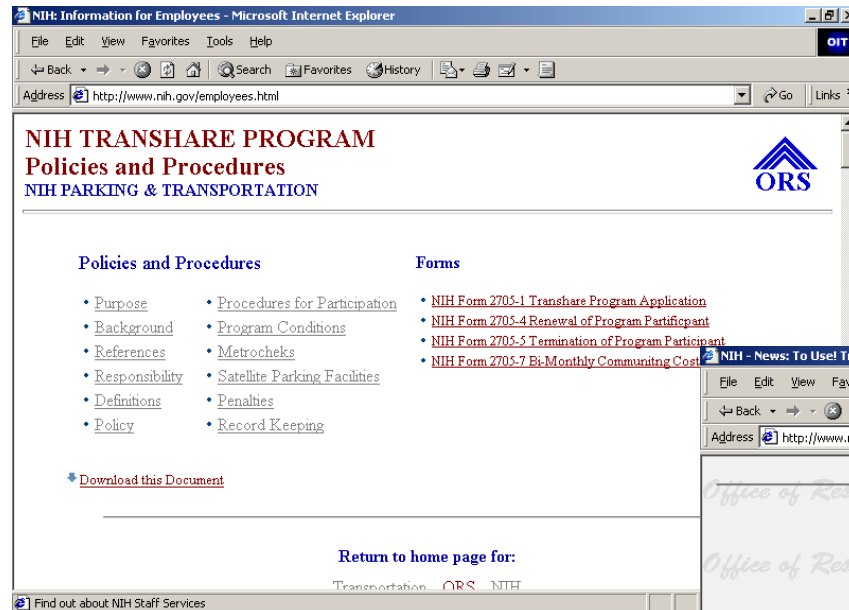 NIH: Information for Employees - Microsoft Internet Explorer
File Edit View Favorites Tools Help
OIT
Back Search Favorites History
Address http://www.nih.gov/employees.html Go Links
NIH TRANSHARE PROGRAM
Policies and Procedures
NIH PARKING & TRANSPORTATION
ORS
Policies and Procedures
• Purpose
• Background
• References
• Responsibility
• Definitions
• Policy
• Procedures for Participation
• Program Conditions
• Metrocheks
• Satellite Parking Facilities
• Penalties
• Record Keeping
Forms
• NIH Form 2705-1 Transhare Program Application
• NIH Form 2705-4 Renewal of Program Partificpant
• NIH Form 2705-5 Termination of Program Participant
• NIH Form 2705-7 Bi-Monthly Communitng Cost
Download this Document
Return to home page for:
Transportation ORS NIH
Find out about NIH Staff Services
NIH - News: To Use! Tr
File Edit View Fav
Back
Address http://www.
Office of Res
Office of Res